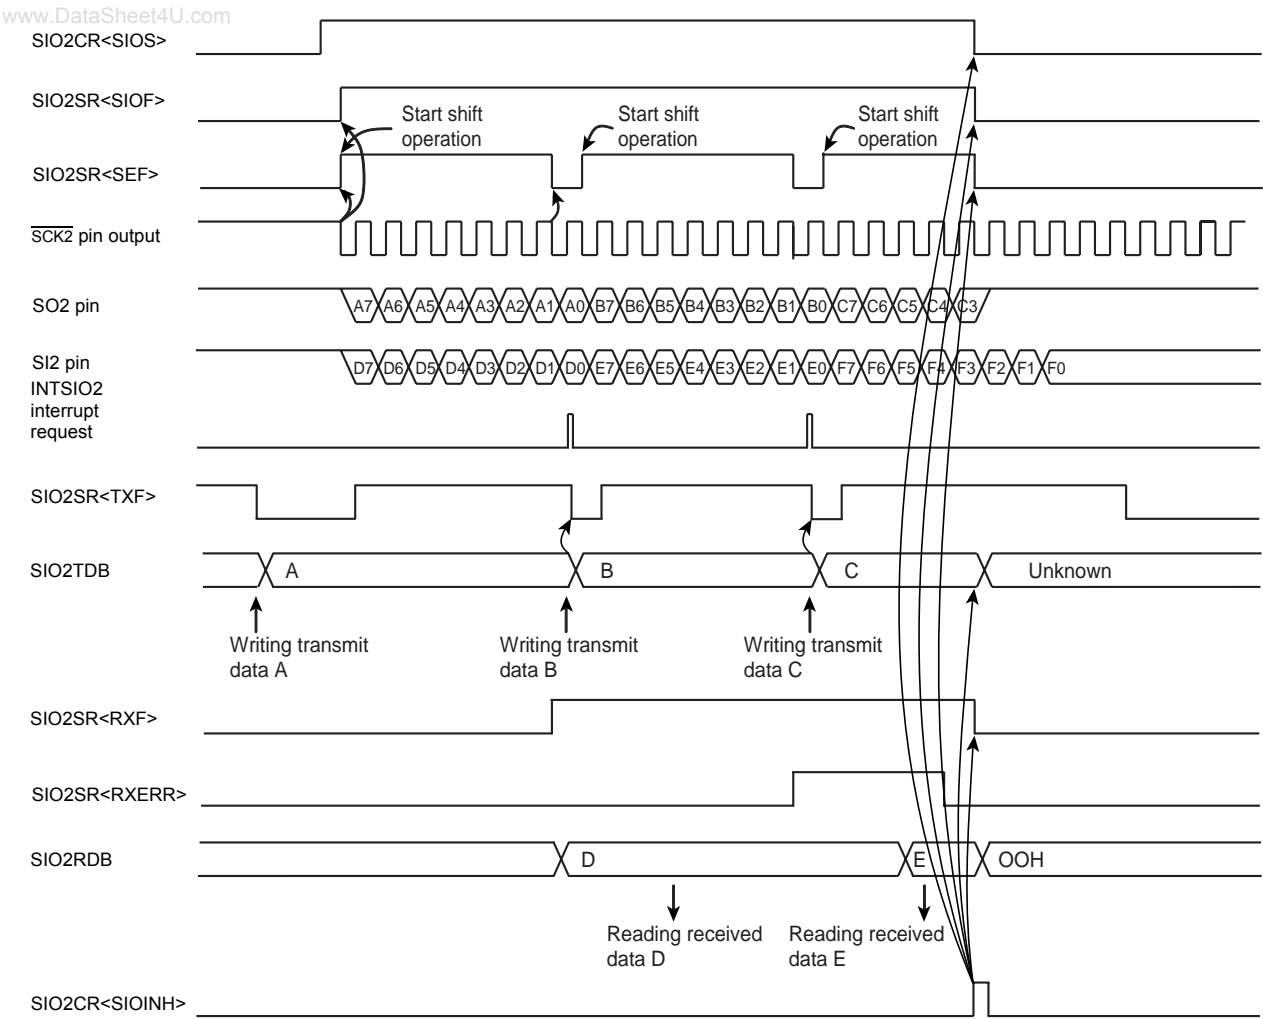 www.DataSheet4U.com
SIO2CR<SIOS>
SIO2SR<SIOF>
Start shift
operation
Start shift
operation
Start shift
operation
SIO2SR<SEF>
SCK2 pin output
SO2 pin
A7 A6 A5 A4 A3 A2 A1 A0 B7 B6 B5 B4 B3 B2 B1 B0 C7 C6 C5 C4 C3
SI2 pin
D7 D6 D5 D4 D3 D2 D1 D0 E7 E6 E5 E4 E3 E2 E1 E0 F7 F6 F5 F4 F3 F2 F1 F0
INTSIO2
interrupt
request
SIO2SR<TXF>
SIO2TDB
A B C Unknown
Writing transmit
data A
Writing transmit
data B
Writing transmit
data C
SIO2SR<RXF>
SIO2SR<RXERR>
SIO2RDB
D E OOH
Reading received
data D
Reading received
data E
SIO2CR<SIOINH>